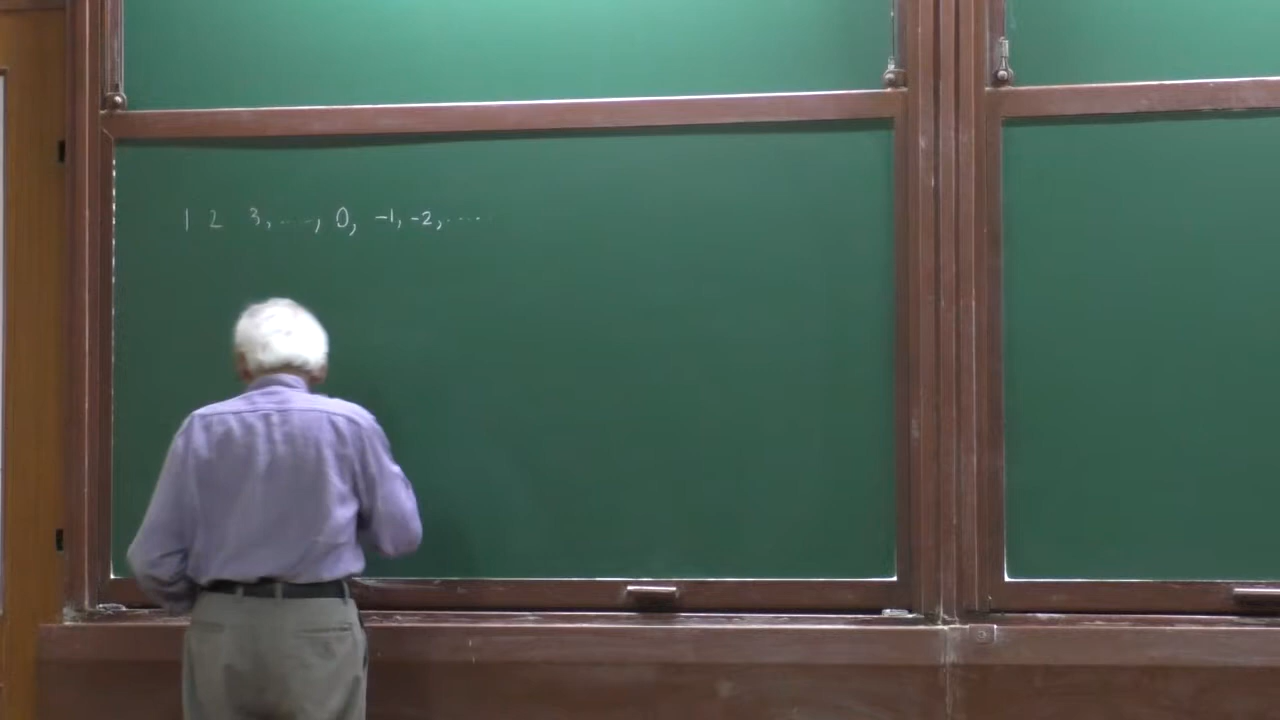 1 2 3, ...., 0, -1, -2, ....